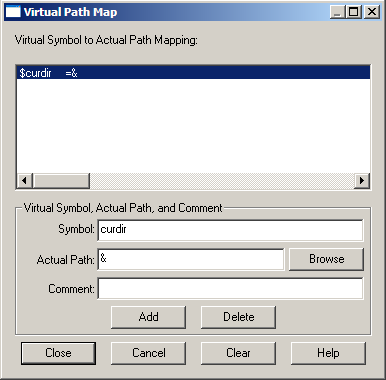 Virtual Path Map
Virtual Symbol to Actual Path Mapping:
$curdir =&
Virtual Symbol, Actual Path, and Comment
Symbol: curdir
Actual Path: & Browse
Comment:
Add Delete
Close Cancel Clear Help